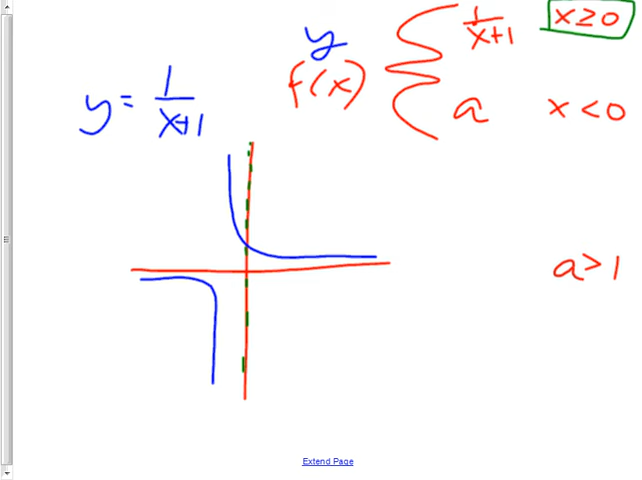 y
f(x) { 1/(x+1) x≥0
a x<0
y = 1/(x+1)
a>1
Extend Page